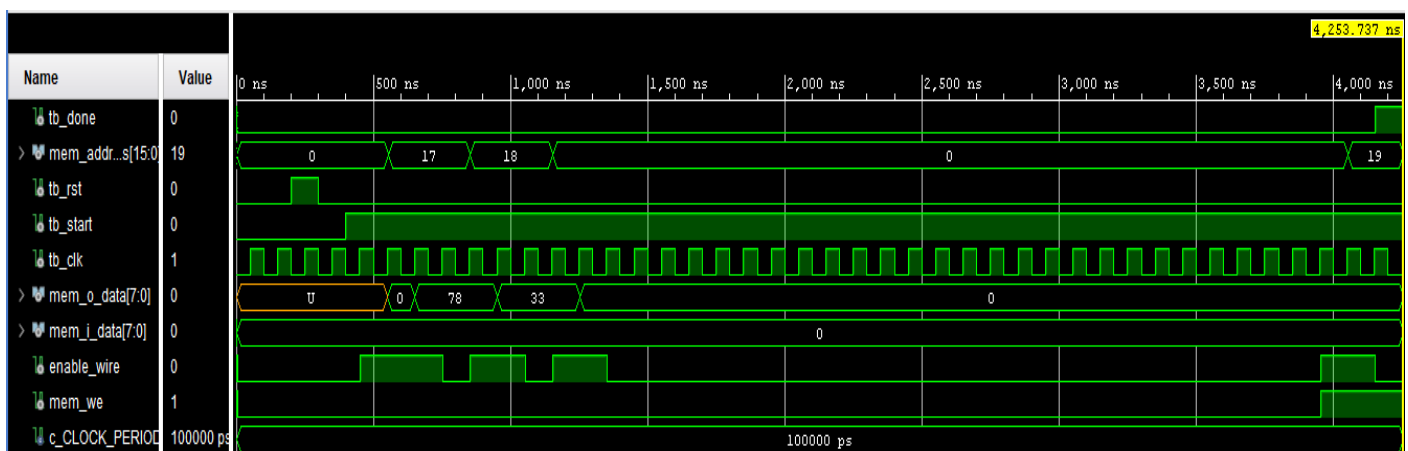 4,253.737 ns
Name Value
0 ns 500 ns 1,000 ns 1,500 ns 2,000 ns 2,500 ns 3,000 ns 3,500 ns 4,000 ns
tb_done 0
mem_addr...s[15:0] 19 0 17 18 0 19
tb_rst 0
tb_start 0
tb_clk 1
mem_o_data[7:0] 0 U 0 78 33 0
mem_i_data[7:0] 0 0
enable_wire 0
mem_we 1
c_CLOCK_PERIOD 100000 ps 100000 ps